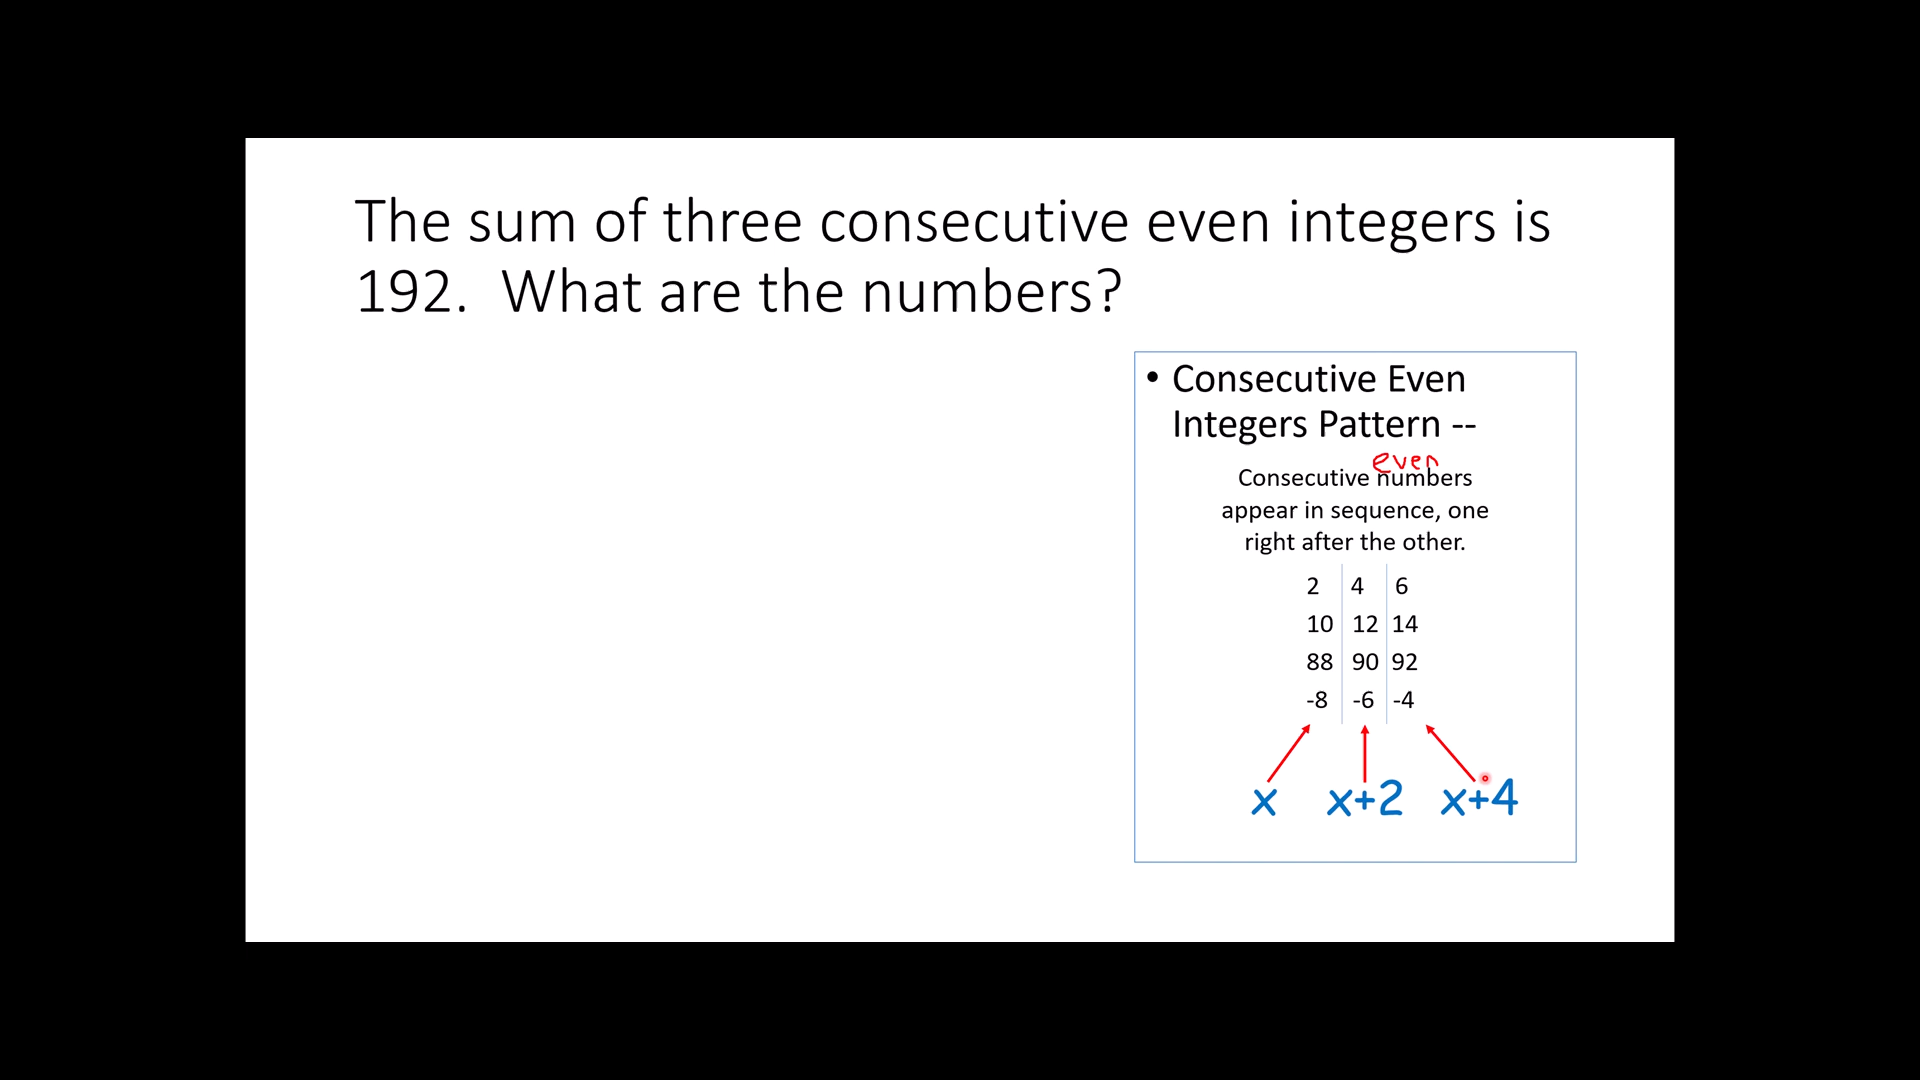 The sum of three consecutive even integers is
192. What are the numbers?
• Consecutive Even
Integers Pattern --
even
Consecutive numbers
appear in sequence, one
right after the other.
2 4 6
10 12 14
88 90 92
-8 -6 -4
x x+2 x+4